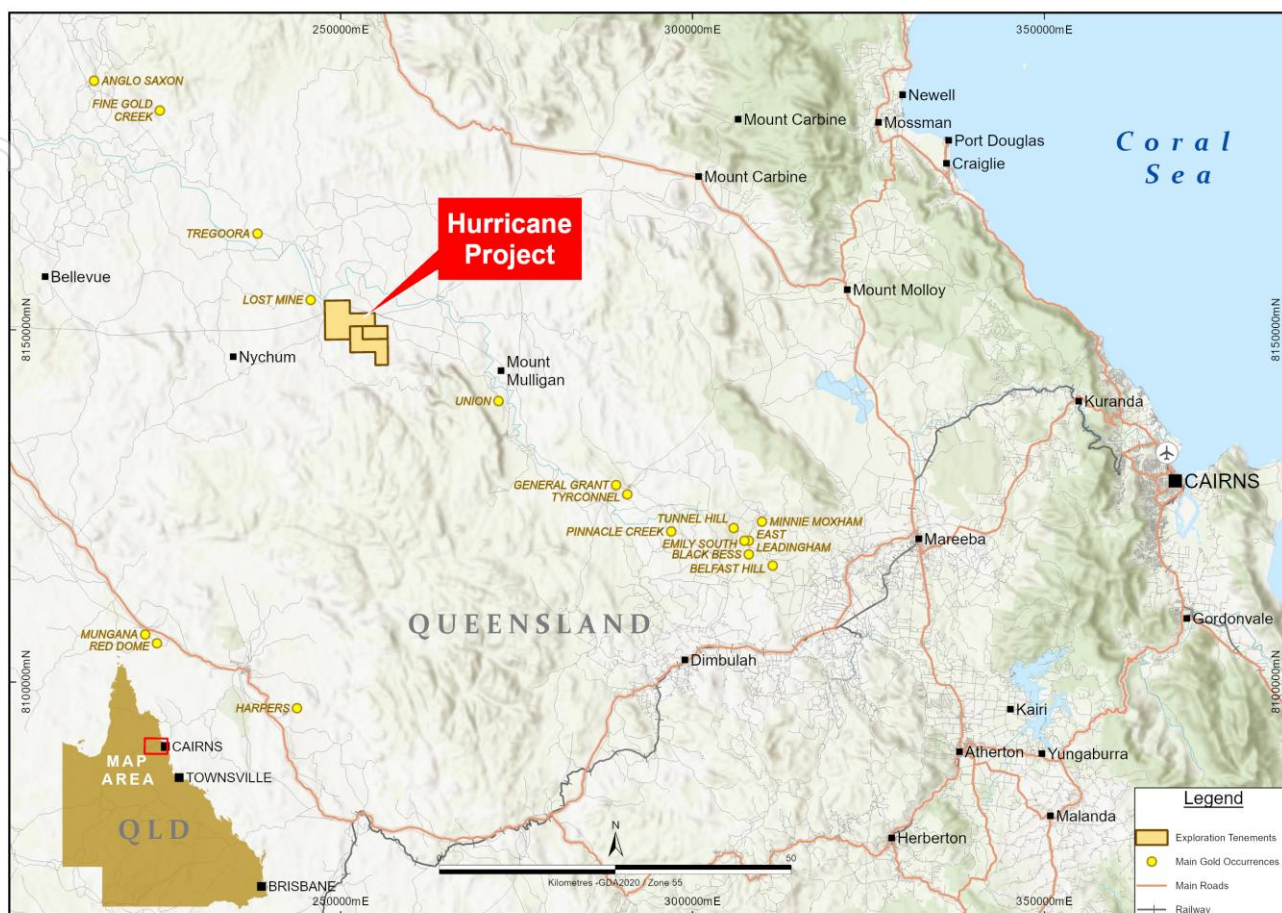 250000mE
300000mE
350000mE
ANGLO SAXON
FINE GOLD
CREEK
Newell
Mount Carbine
Mossman
Port Douglas
Craiglie
Coral
Sea
Mount Carbine
Hurricane
Project
TREGOORA
Bellevue
LOST MINE
Mount Molloy
8150000mN
8150000mN
Nychum
Mount
Mulligan
UNION
Kuranda
CAIRNS
GENERAL GRANT
TYRCONNEL
TUNNEL HILL
MINNIE MOXHAM
PINNACLE CREEK
EAST
LEADINGHAM
EMILY SOUTH
BLACK BESS
BELFAST HILL
Mareeba
QUEENSLAND
Gordonvale
MUNGANA
RED DOME
Dimbulah
8100000mN
8100000mN
HARPERS
Kairi
CAIRNS
MAP
AREA
TOWNSVILLE
QLD
BRISBANE
Atherton
Yungaburra
Malanda
Herberton
N
0
50
Kilometres -GDA2020 / Zone 55
Legend
Exploration Tenements
Main Gold Occurrences
Main Roads
Railway
250000mE
300000mE
350000mE